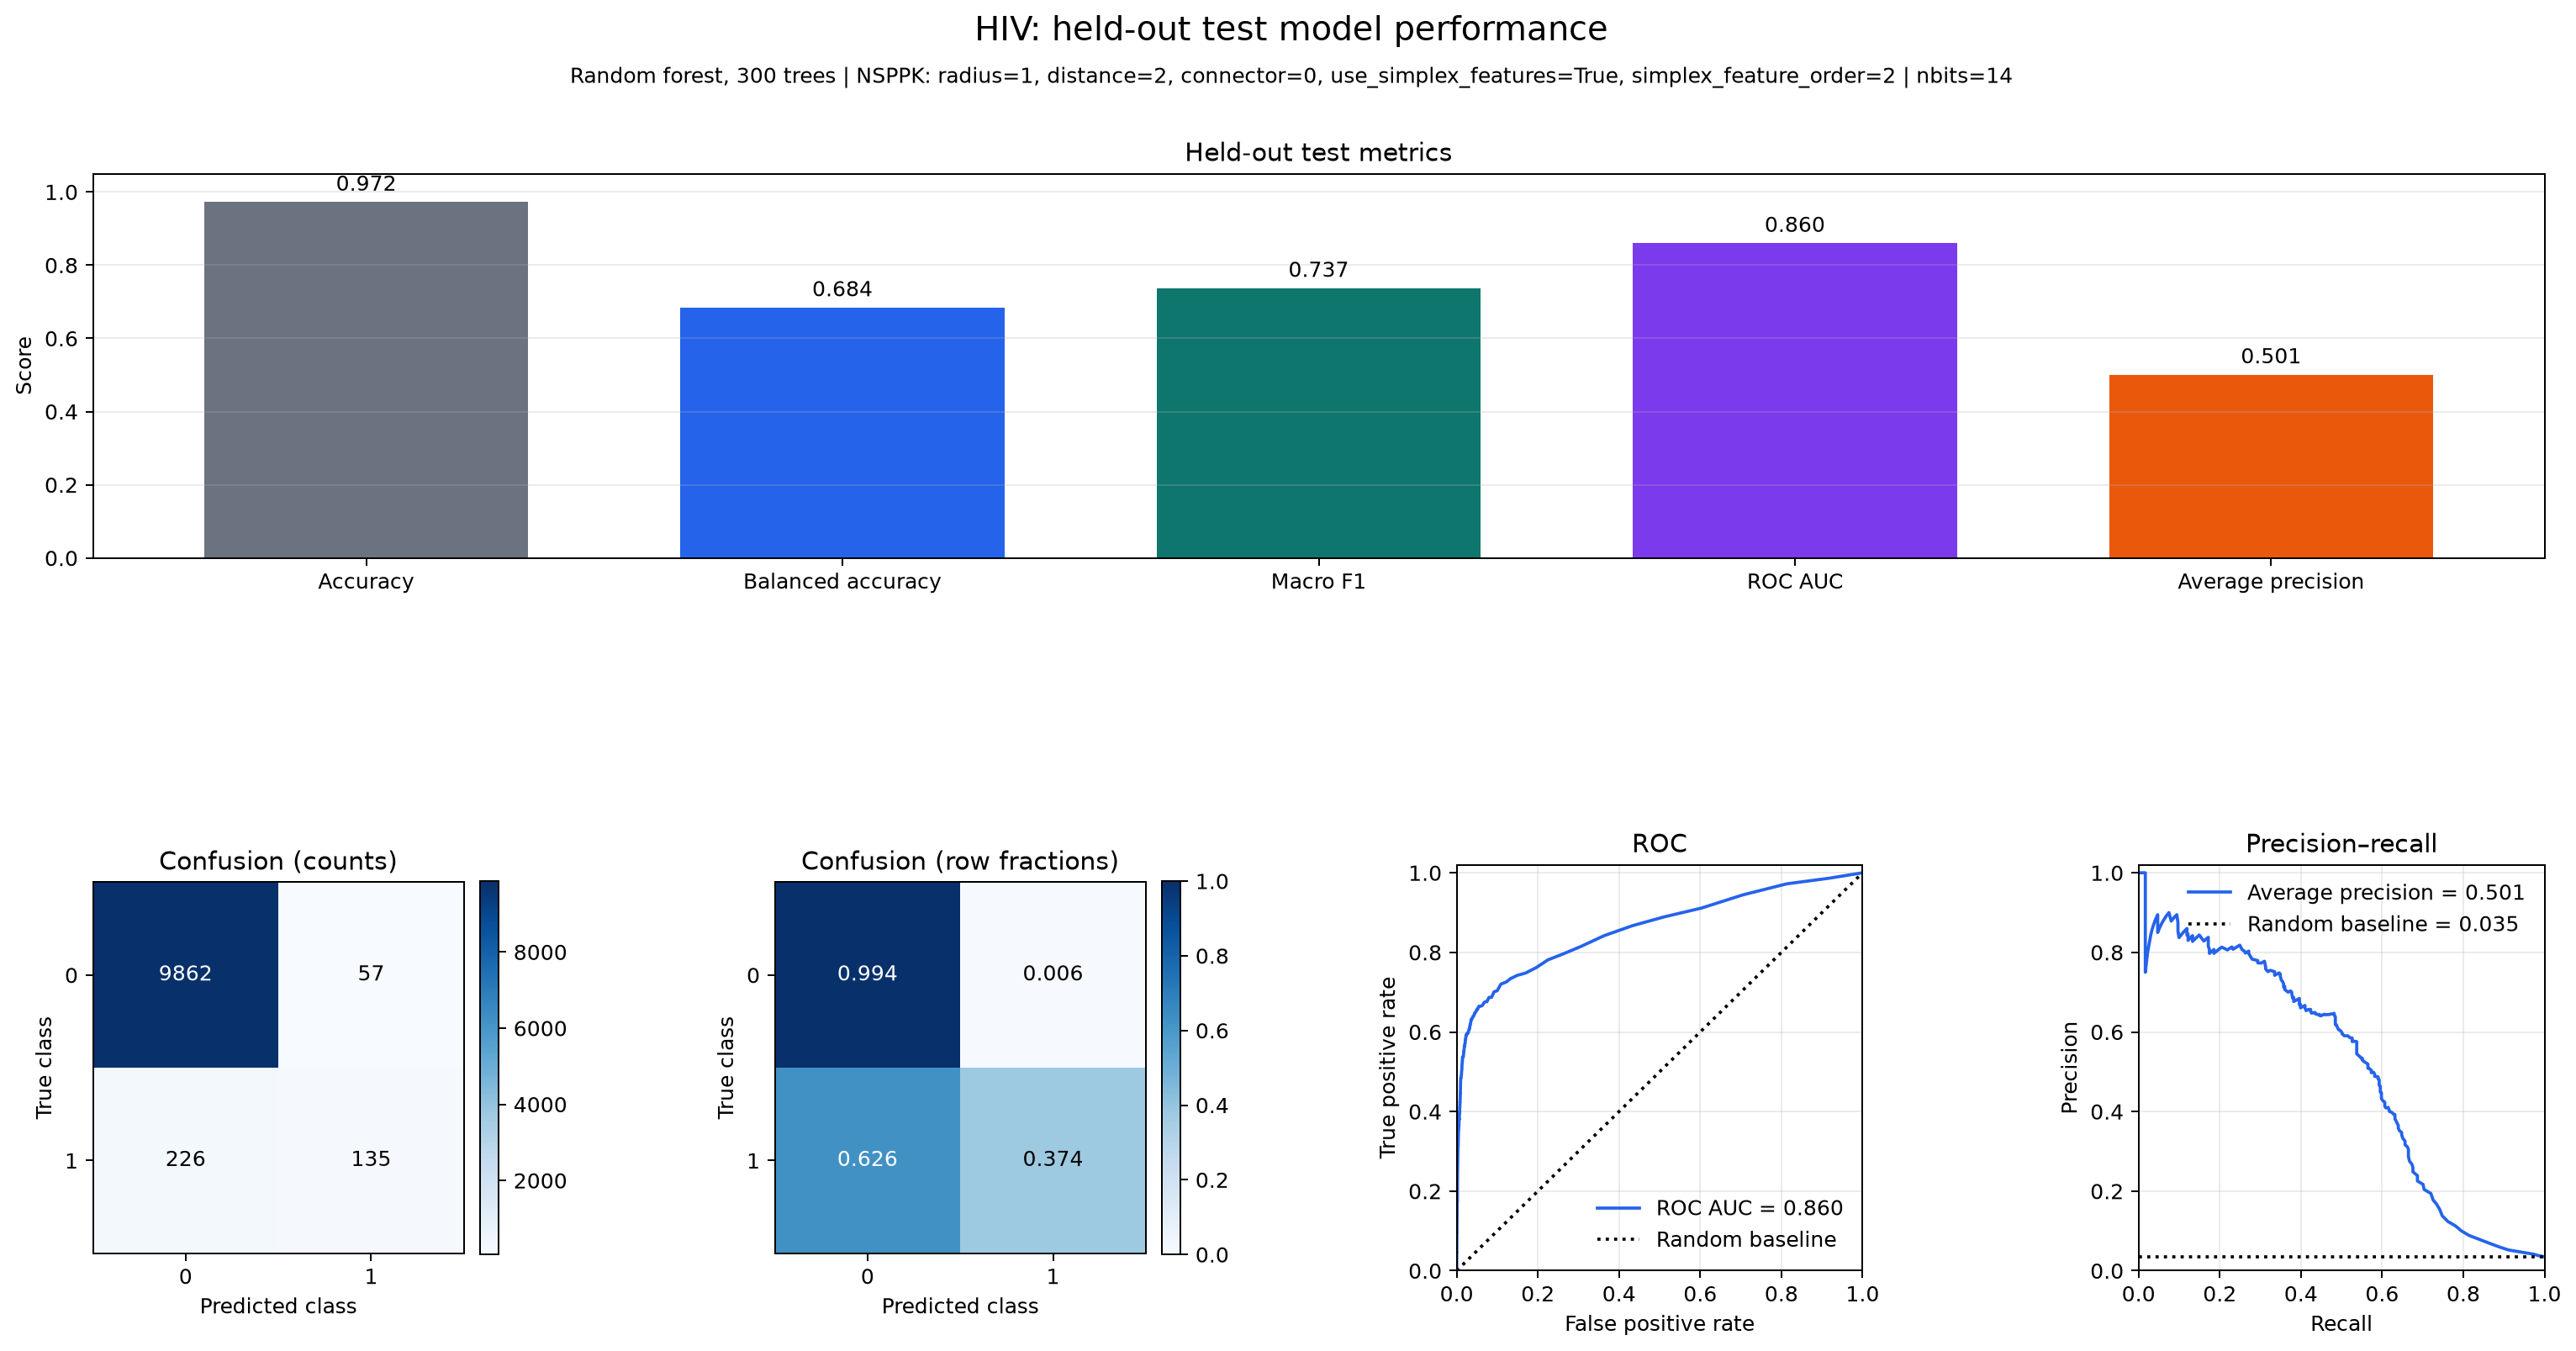 HIV: held-out test model performance
Random forest, 300 trees | NSPPK: radius=1, distance=2, connector=0, use_simplex_features=True, simplex_feature_order=2 | nbits=14
Held-out test metrics
Score
1.0
0.8
0.6
0.4
0.2
0.0
0.972
0.684
0.737
0.860
0.501
Accuracy
Balanced accuracy
Macro F1
ROC AUC
Average precision
Confusion (counts)
True class
0
1
9862
57
226
135
0
1
Predicted class
8000
6000
4000
2000
Confusion (row fractions)
True class
0
1
0.994
0.006
0.626
0.374
0
1
Predicted class
1.0
0.8
0.6
0.4
0.2
0.0
ROC
True positive rate
1.0
0.8
0.6
0.4
0.2
0.0
ROC AUC = 0.860
Random baseline
0.0
0.2
0.4
0.6
0.8
1.0
False positive rate
Precision–recall
Precision
1.0
0.8
0.6
0.4
0.2
0.0
Average precision = 0.501
Random baseline = 0.035
0.0
0.2
0.4
0.6
0.8
1.0
Recall